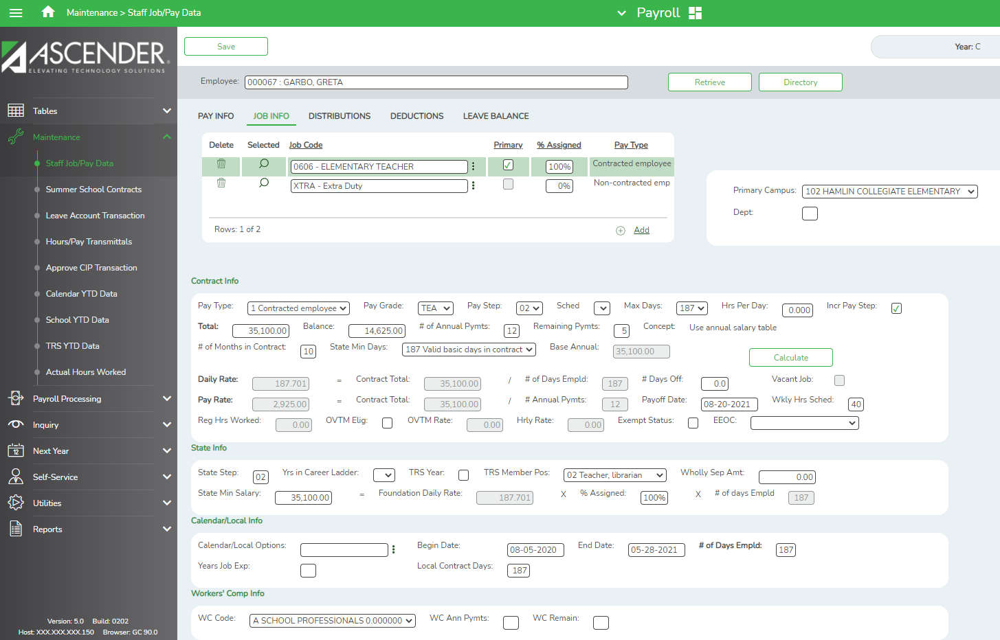 Maintenance > Staff Job/Pay Data
Payroll
ASCENDER
ELEVATING TECHNOLOGY SOLUTIONS
Save
Year: C
Employee: 000067 : GARBO, GRETA Retrieve Directory
PAY INFO JOB INFO DISTRIBUTIONS DEDUCTIONS LEAVE BALANCE
Delete Selected Job Code Primary % Assigned Pay Type
0606 - ELEMENTARY TEACHER 100% Contracted employee
XTRA - Extra Duty 0% Non-contracted emp
Rows: 1 of 2 Add
Primary Campus: 102 HAMLIN COLLEGIATE ELEMENTARY
Dept:
Tables
Maintenance
Staff Job/Pay Data
Summer School Contracts
Leave Account Transaction
Hours/Pay Transmittals
Approve CIP Transaction
Calendar YTD Data
School YTD Data
TRS YTD Data
Actual Hours Worked
Payroll Processing
Inquiry
12
Next Year
Self-Service
Utilities
Reports
Version: 5.0 Build: 0202
Host: XXX.XXX.XXX.150 Browser: GC 90.0
Contract Info
Pay Type: 1 Contracted employee Pay Grade: TEA Pay Step: 02 Sched Max Days: 187 Hrs Per Day: 0.000 Incr Pay Step:
Total: 35,100.00 Balance: 14,625.00 # of Annual Pymts: 12 Remaining Pymts: 5 Concept: Use annual salary table
# of Months in Contract: 10 State Min Days: 187 Valid basic days in contract Base Annual: 35,100.00
Calculate
Daily Rate: 187.701 = Contract Total: 35,100.00 / # of Days Empld: 187 # Days Off: 0.0 Vacant Job:
Pay Rate: 2,925.00 = Contract Total: 35,100.00 / # Annual Pymts: 12 Payoff Date: 08-20-2021 Wkly Hrs Sched: 40
Reg Hrs Worked: 0.00 OVTM Elig: OVTM Rate: 0.00 Hrly Rate: 0.00 Exempt Status: EEOC:
State Info
State Step: 02 Yrs in Career Ladder: TRS Year: TRS Member Pos: 02 Teacher, librarian Wholly Sep Amt: 0.00
State Min Salary: 35,100.00 = Foundation Daily Rate: 187.701 X % Assigned: 100% X # of days Empld 187
Calendar/Local Info
Calendar/Local Options: Begin Date: 08-05-2020 End Date: 05-28-2021 # of Days Empld: 187
Years Job Exp: Local Contract Days: 187
Workers' Comp Info
WC Code: A SCHOOL PROFESSIONALS 0.000000 WC Ann Pymts: WC Remain: